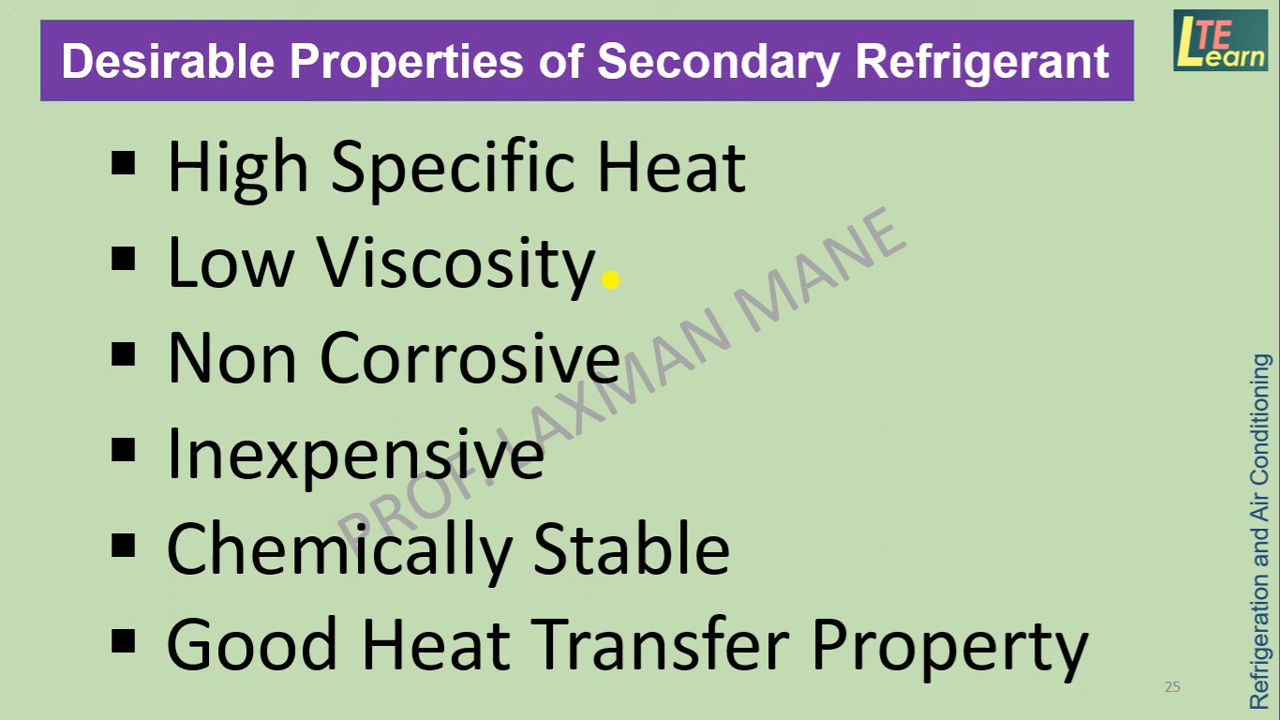 Desirable Properties of Secondary Refrigerant
LTE
Learn
▪ High Specific Heat
▪ Low Viscosity.
▪ Non Corrosive
▪ Inexpensive
▪ Chemically Stable
▪ Good Heat Transfer Property
PROF. LAXMAN MANE
Refrigeration and Air Conditioning
25